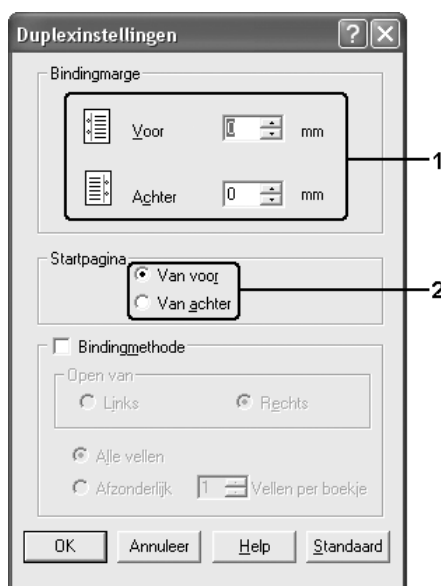 Duplexinstellingen
Bindingmarge
Voor 0 mm
1
Achter 0 mm
Startpagina
Van voor
2
Van achter
Bindingmethode
Open van
Links Rechts
Alle vellen
Afzonderlijk 1 Vellen per boekje
OK Annuleer Help Standaard